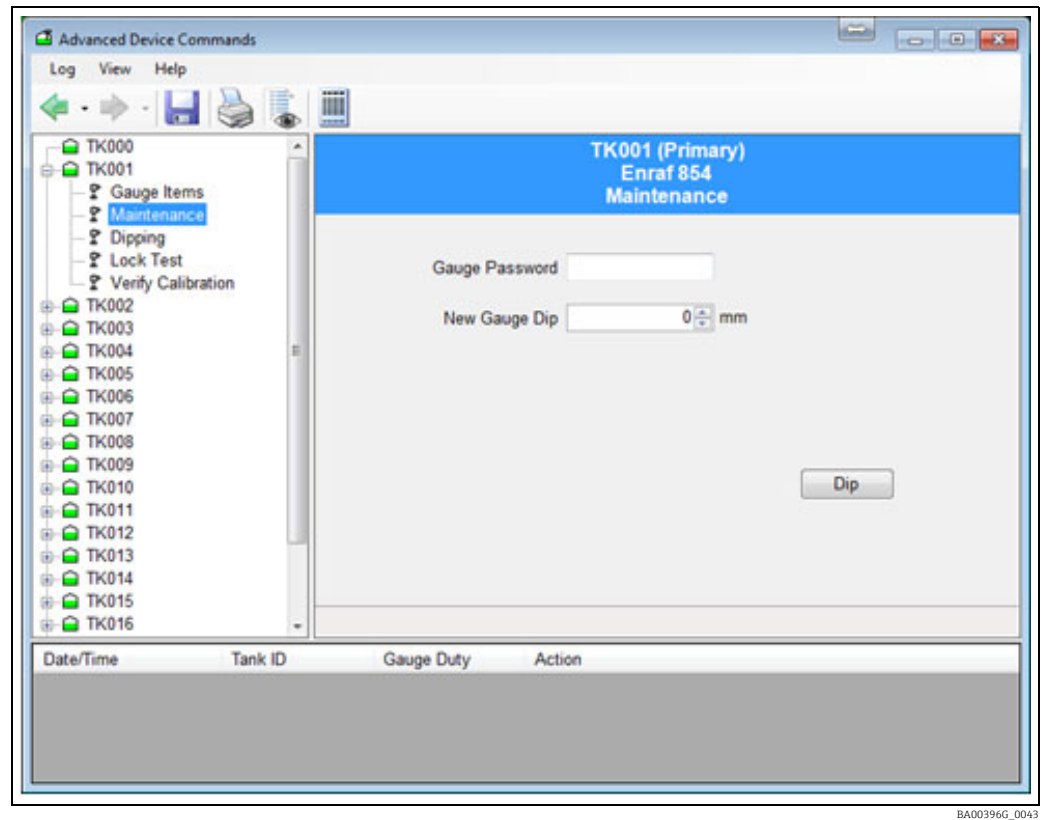 Advanced Device Commands
Log View Help
TK000
TK001
Gauge Items
Maintenance
Dipping
Lock Test
Verify Calibration
TK002
TK003
TK004
TK005
TK006
TK007
TK008
TK009
TK010
TK011
TK012
TK013
TK014
TK015
TK016
TK001 (Primary)
Enraf 854
Maintenance
Gauge Password
New Gauge Dip 0 mm
Dip
Date/Time Tank ID Gauge Duty Action
BA00396G_0043